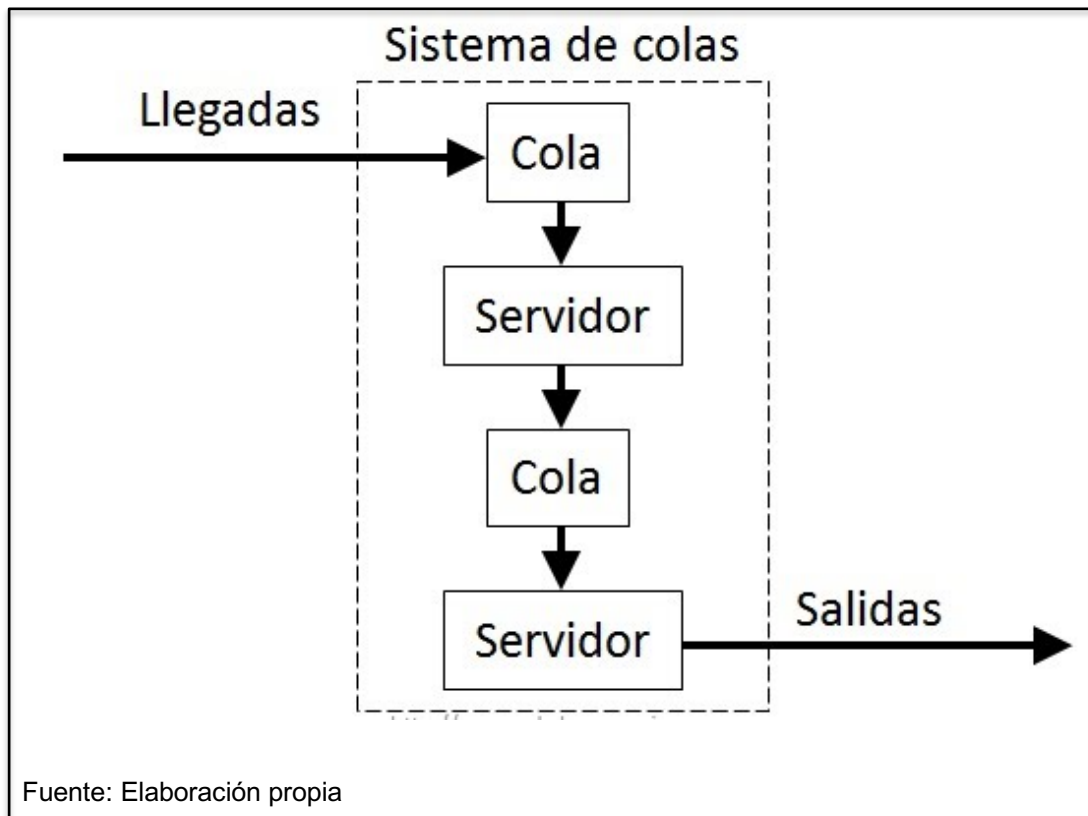 Sistema de colas
Llegadas
Cola
Servidor
Cola
Servidor
Salidas
Fuente: Elaboración propia